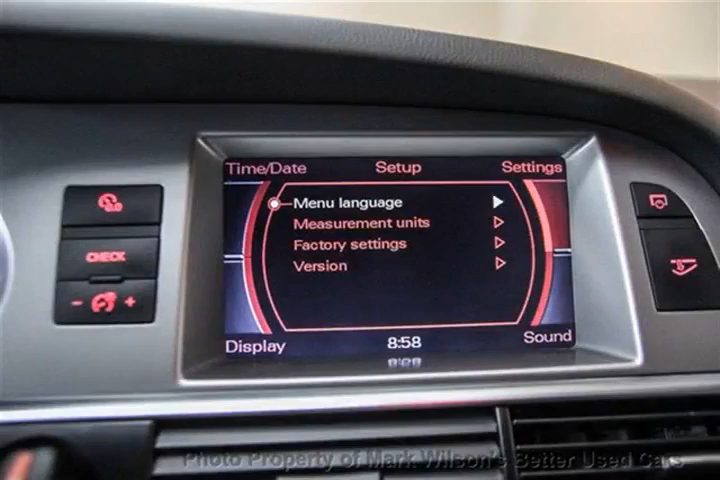 Time/Date Setup Settings
Menu language
Measurement units
Factory settings
Version
CHECK
- +
Display 8:58 Sound
Photo Property of Mark Wilson's Better Used Cars